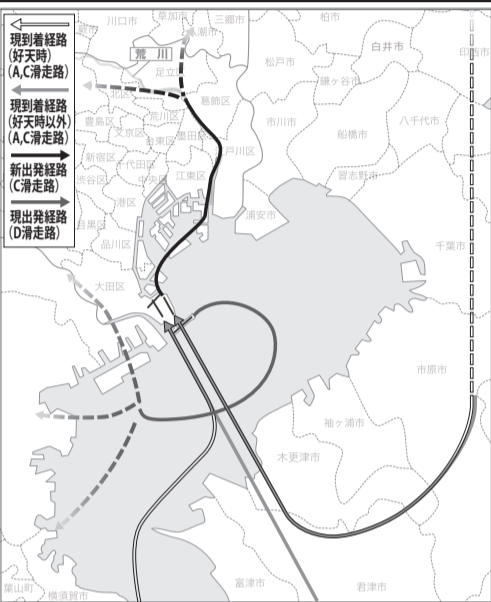 現到着経路
(好天時)
(A,C滑走路)
現到着経路
(好天時以外)
(A,C滑走路)
新出発経路
(C滑走路)
現出発経路
(D滑走路)
川口市
草加市
八潮市
三郷市
柏市
荒川
松戸市
白井市
印西市
足立区
鎌ヶ谷市
北区
葛飾区
荒川区
豊島区
文京区
台東区
墨田区
市川市
船橋市
八千代市
新宿区
千代田区
江戸川区
習志野市
渋谷区
中央区
江東区
港区
浦安市
目黒区
品川区
千葉市
大田区
市原市
袖ヶ浦市
木更津市
葉山町
横須賀市
富津市
君津市